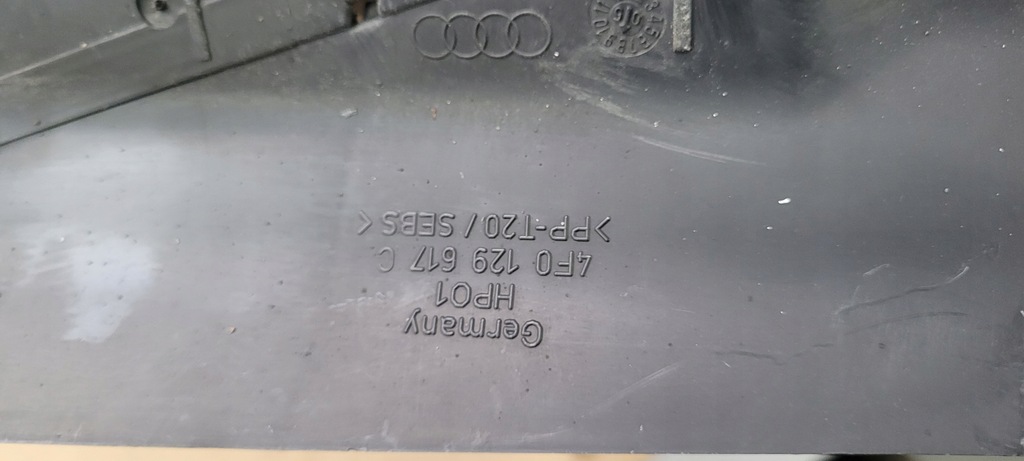 >PP-T20/SEBS<
4F0 129 617 C
HPO1
Germany